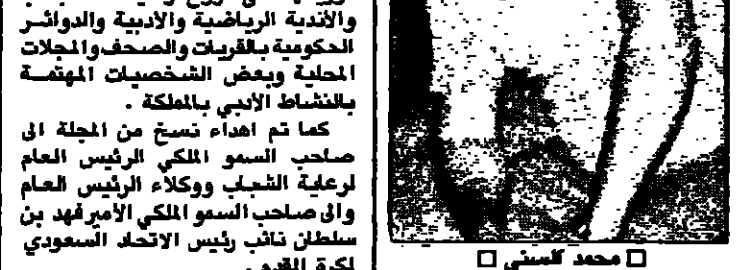 والأندية الرياضية والأدبية والدوائر
الحكومية بالقريات والصحف والمجلات
المحلية وبعض الشخصيات المهتمة
بالنشاط الأدبي بالمملكة .
كما تم اهداء نسخ من المجلة الى
صاحب السمو الملكي الرئيس العام
لرعاية الشباب ووكلاء الرئيس العام
والى صاحب السمو الملكي الأمير فهد بن
سلطان نائب رئيس الاتحاد السعودي
لكرة القدم .
□ محمد □